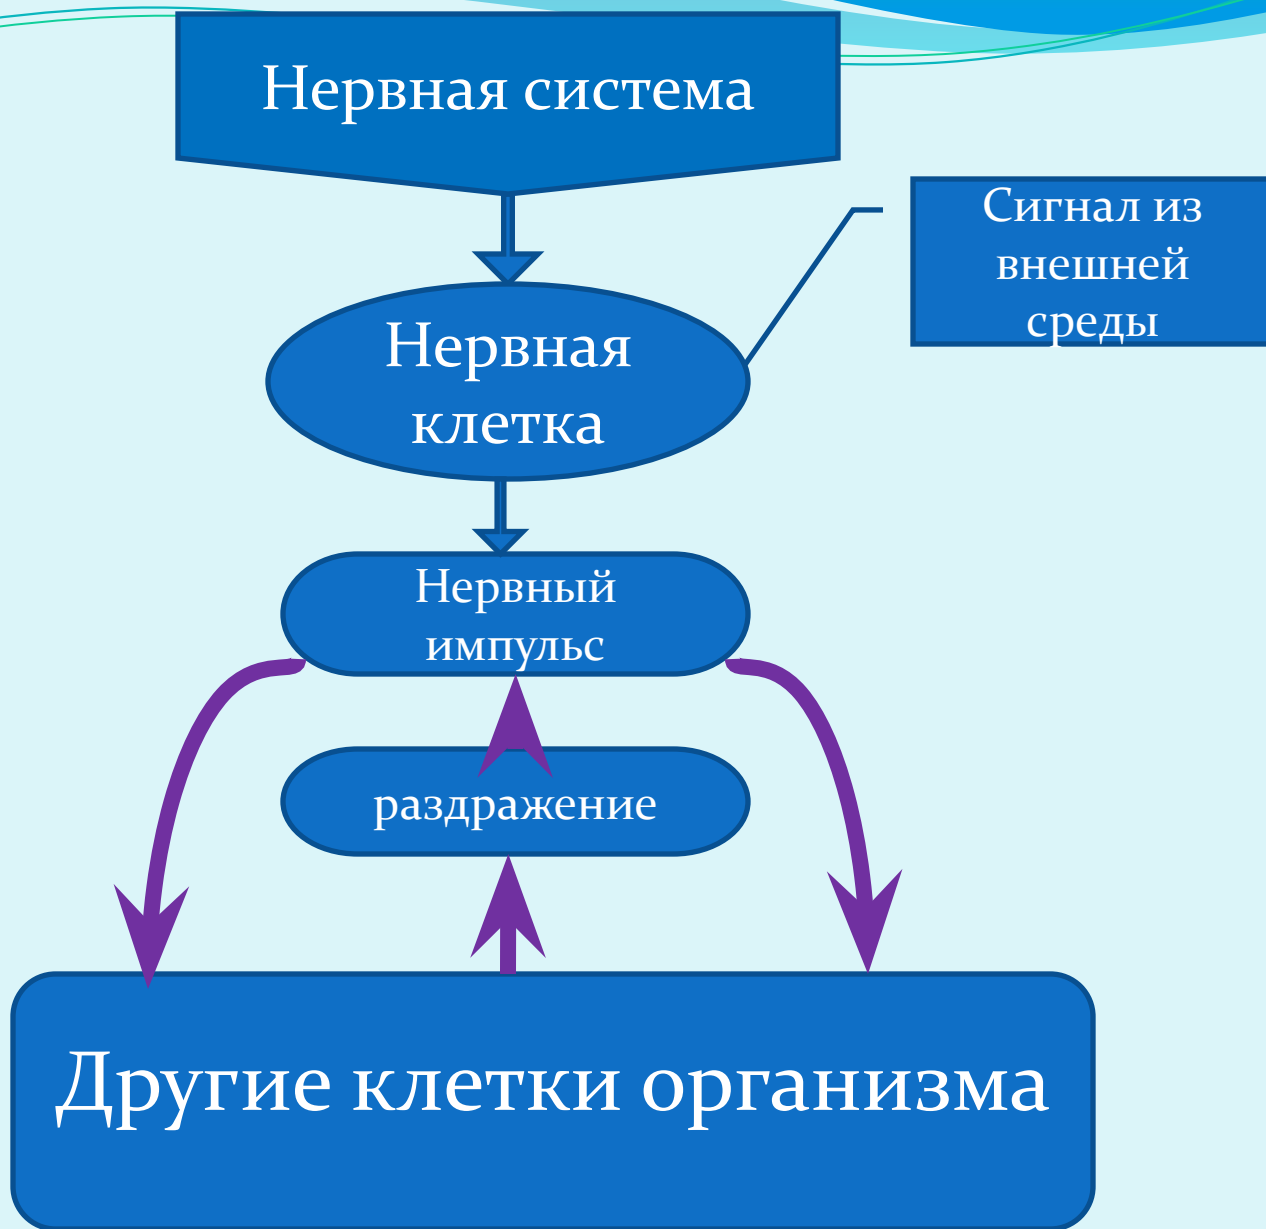 Нервная система
Сигнал из
внешней
среды
Нервная
клетка
Нервный
импульс
раздражение
Другие клетки организма